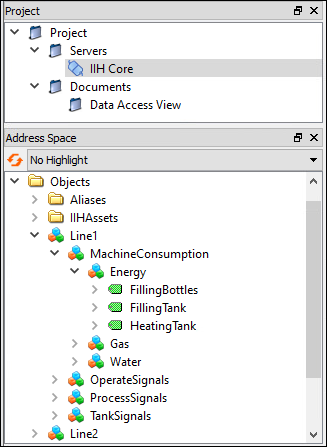 Project
Project
Servers
IIH Core
Documents
Data Access View
Address Space
No Highlight
Objects
Aliases
IIHAssets
Line1
MachineConsumption
Energy
FillingBottles
FillingTank
HeatingTank
Gas
Water
OperateSignals
ProcessSignals
TankSignals
Line2